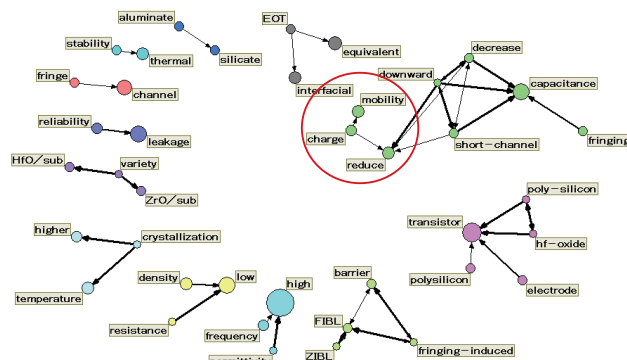 aluminate
EOT
stability
silicate
equivalent
decrease
thermal
downward
fringe
interfacial
capacitance
channel
mobility
reliability
charge
fringing
leakage
short-channel
HfO/sub
variety
reduce
ZrO/sub
poly-silicon
higher
crystallization
transistor
hf-oxide
barrier
density
low
high
polysilicon
temperature
electrode
FIBL
resistance
frequency
fringing-induced
ZIBL